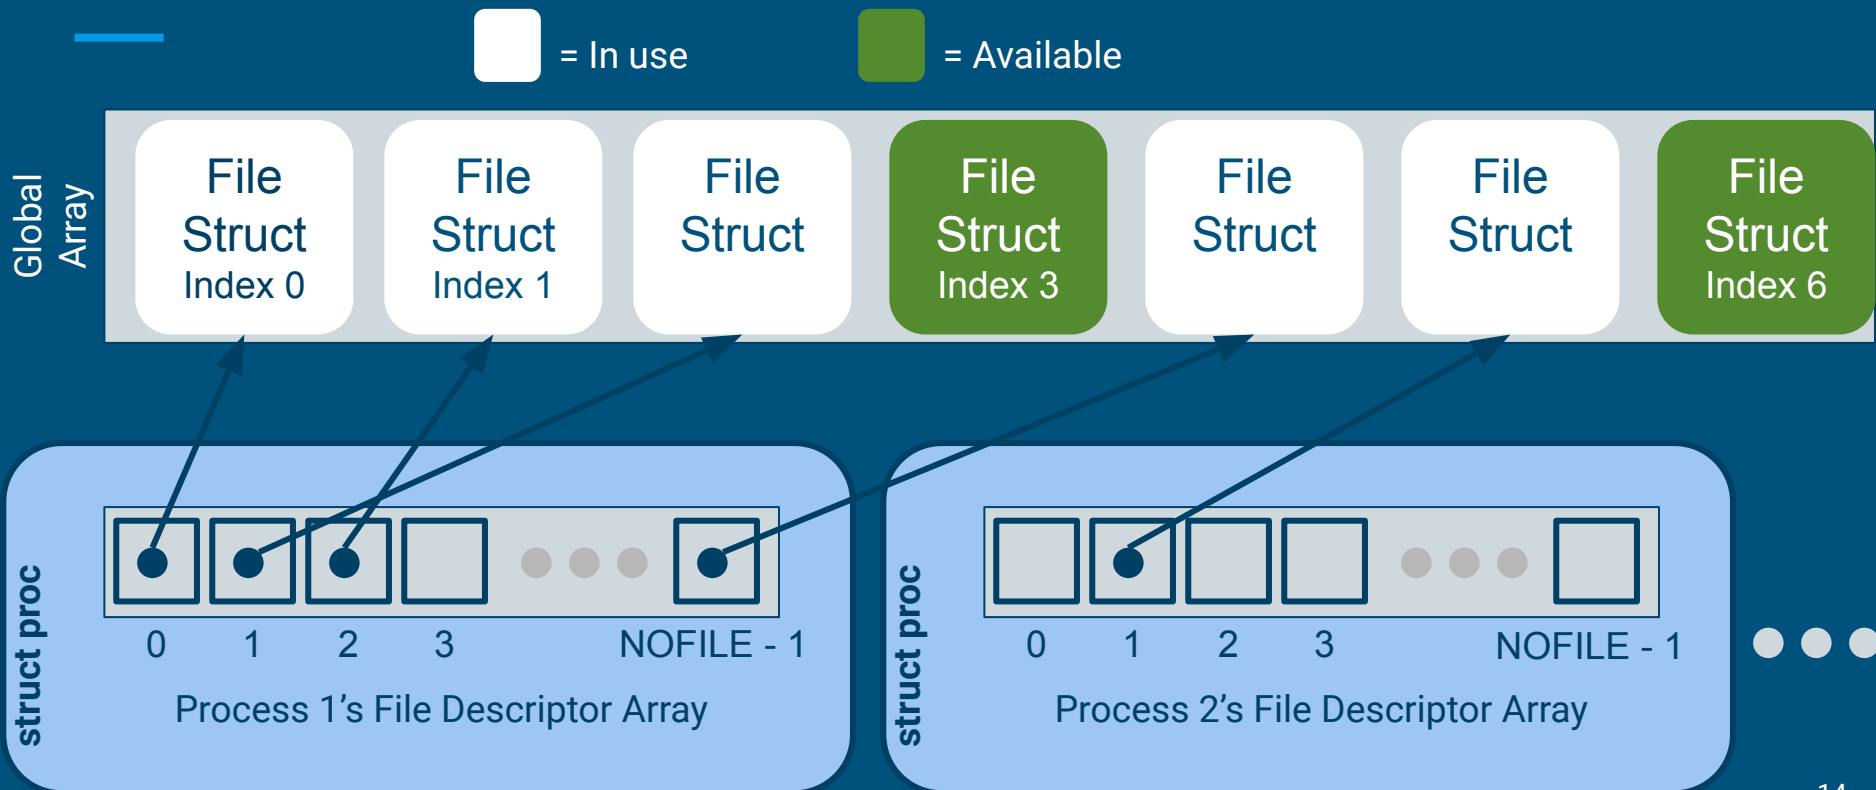 = In use
= Available
Global
Array
File
Struct
Index 0
File
Struct
Index 1
File
Struct
File
Struct
Index 3
File
Struct
File
Struct
File
Struct
Index 6
struct proc
0 1 2 3 NOFILE - 1
Process 1's File Descriptor Array
struct proc
0 1 2 3 NOFILE - 1
Process 2's File Descriptor Array
14